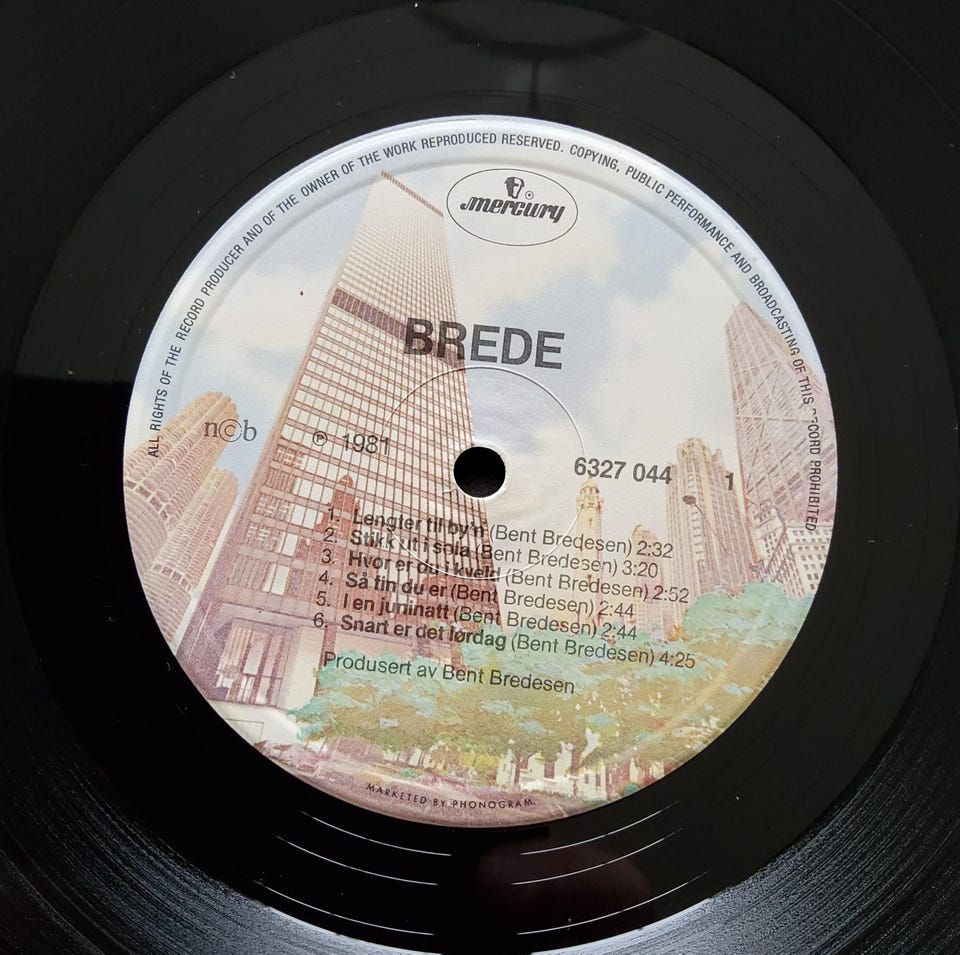 ALL RIGHTS OF THE RECORD PRODUCER AND OF THE OWNER OF THE WORK REPRODUCED RESERVED. COPYING, PUBLIC PERFORMANCE AND BROADCASTING OF THIS RECORD PROHIBITED
mercury
BREDE
n©b
℗ 1981
6327 044 1
1. Lengter til by'n (Bent Bredesen) 2:32
2. Stikk ut i sola (Bent Bredesen) 3:20
3. Hvor er du i kveld (Bent Bredesen) 2:52
4. Så fin du er (Bent Bredesen) 2:44
5. I en juninatt (Bent Bredesen) 2:44
6. Snart er det lørdag (Bent Bredesen) 4:25
Produsert av Bent Bredesen
MARKETED BY PHONOGRAM